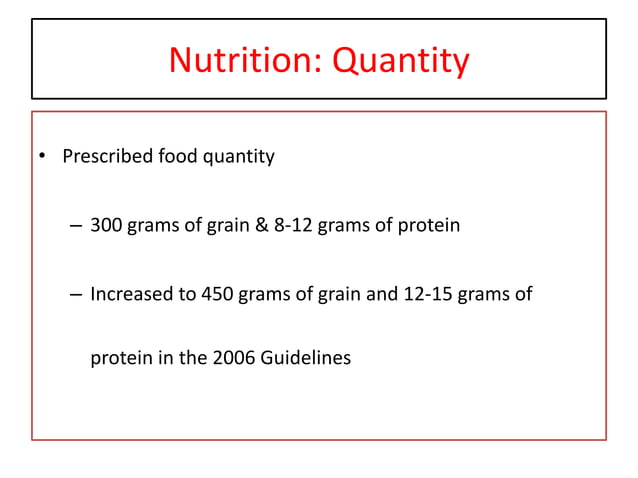 Nutrition: Quantity
• Prescribed food quantity
– 300 grams of grain & 8-12 grams of protein
– Increased to 450 grams of grain and 12-15 grams of
protein in the 2006 Guidelines